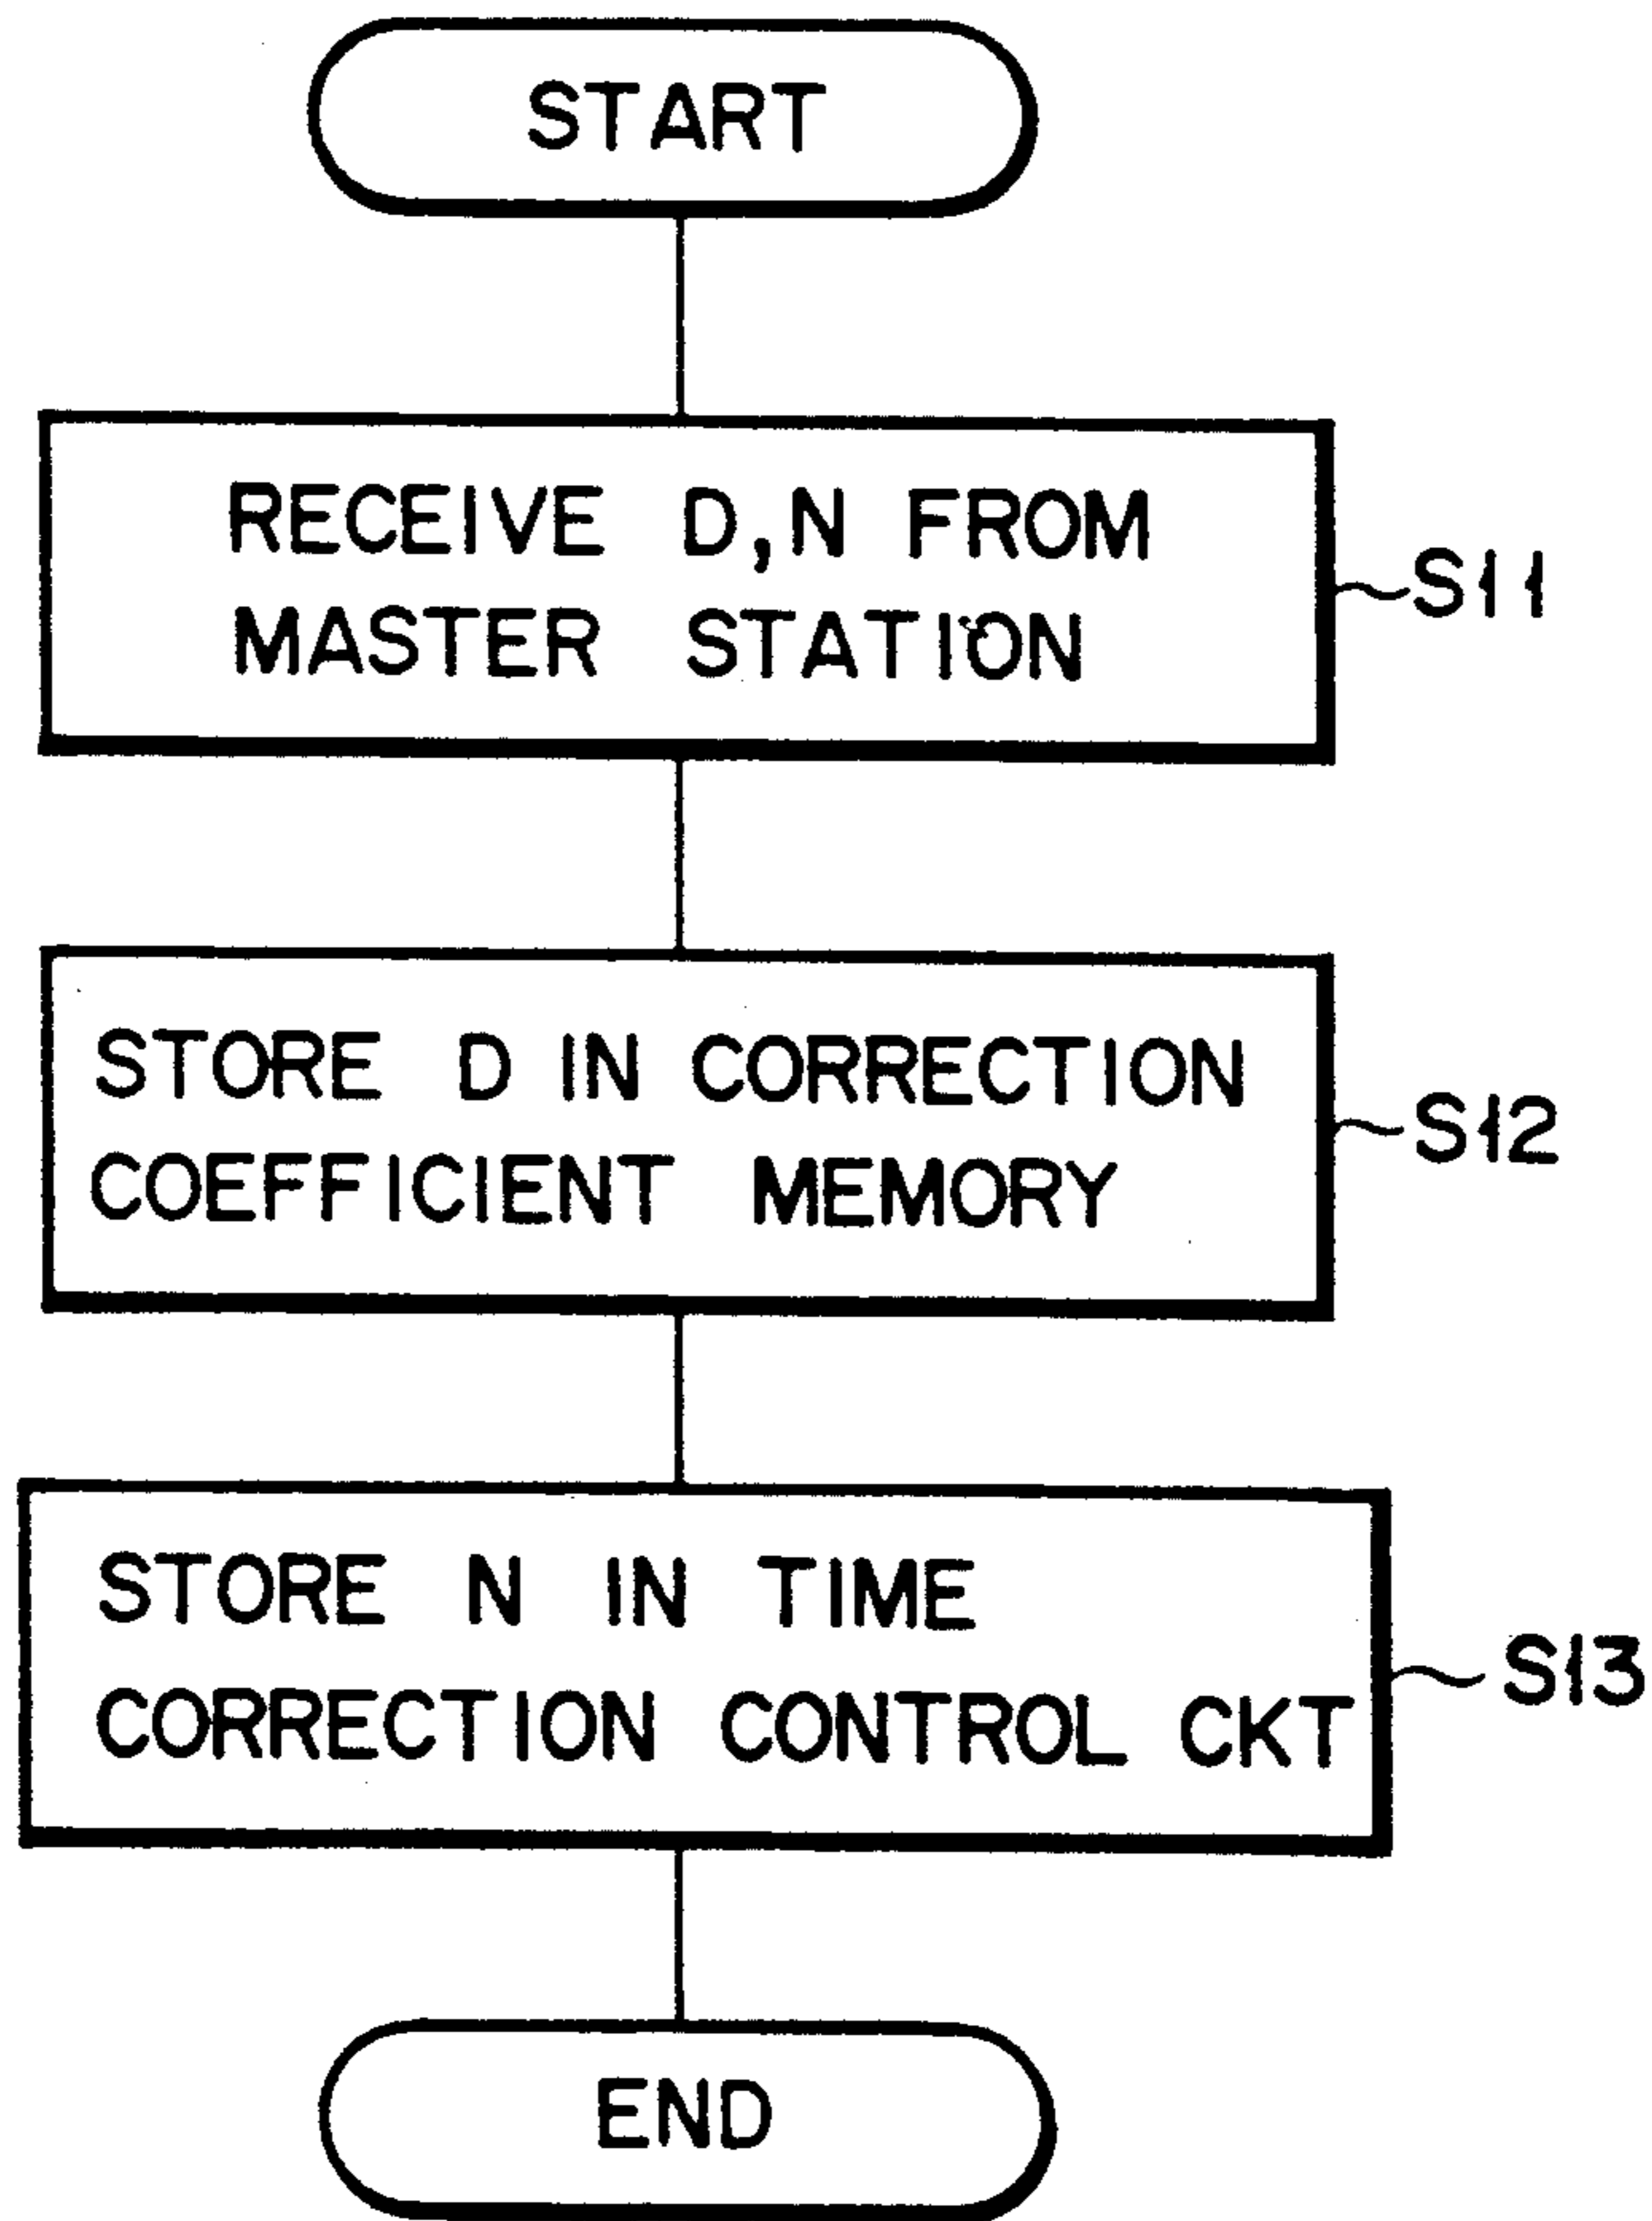 START
RECEIVE D,N FROM
MASTER STATION
S11
STORE D IN CORRECTION
COEFFICIENT MEMORY
S12
STORE N IN TIME
CORRECTION CONTROL CKT
S13
END